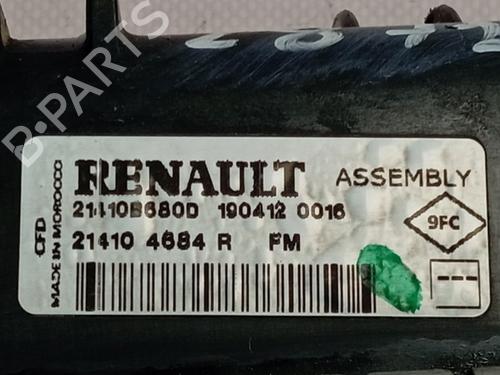 B-PARTS
RENAULT
ASSEMBLY
21410B680D 190412 0016
21410 4684 R FM
9FC
---
CFD
MADE IN MOROCCO